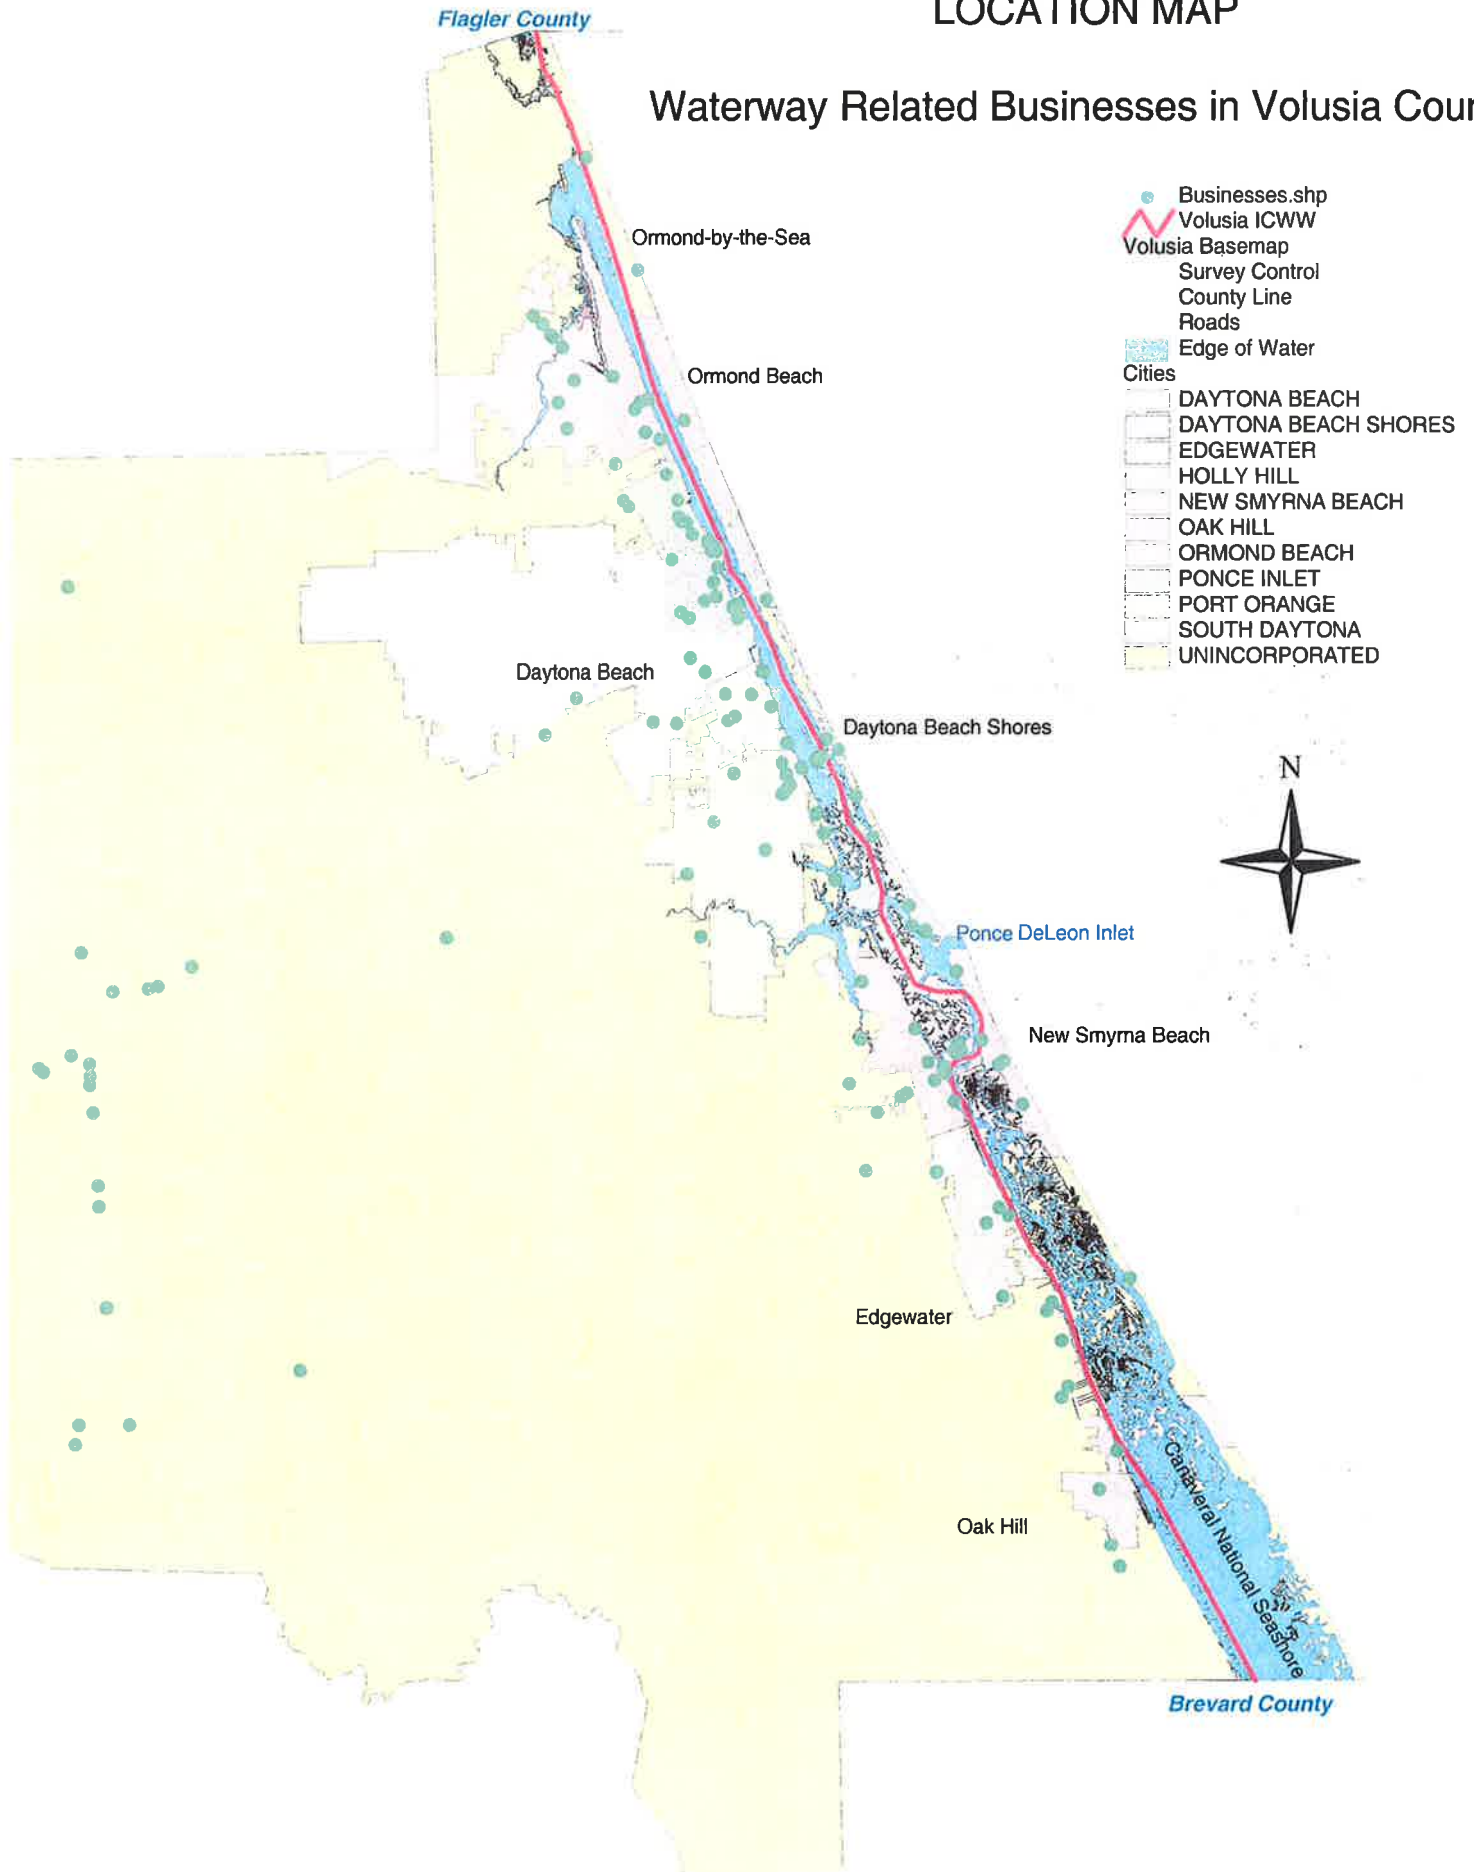 LOCATION MAP
Flagler County
Waterway Related Businesses in Volusia
Businesses.shp
Volusia ICWW
Volusia Basemap
Survey Control
County Line
Roads
Edge of Water
Cities
DAYTONA BEACH
DAYTONA BEACH SHORES
EDGEWATER
HOLLY HILL
NEW SMYRNA BEACH
OAK HILL
ORMOND BEACH
PONCE INLET
PORT ORANGE
SOUTH DAYTONA
UNINCORPORATED
Ormond-by-the-Sea
Ormond Beach
Daytona Beach
Daytona Beach Shores
N
Ponce DeLeon Inlet
New Smyrna Beach
Edgewater
Oak Hill
Canaveral National Seashore
Brevard County